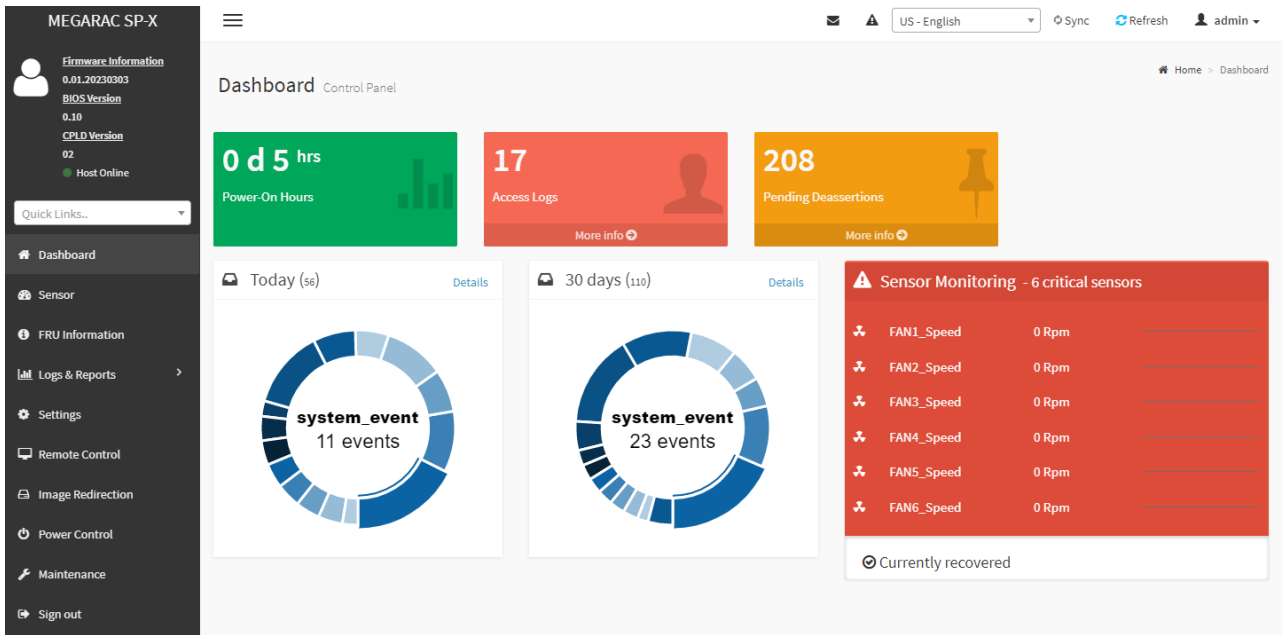 MEGARAC SP-X
US - English
Sync
Refresh
admin
Firmware Information
0.01.20230303
BIOS Version
0.10
CPLD Version
02
Host Online
Quick Links..
Dashboard
Sensor
FRU Information
Logs & Reports
Settings
Remote Control
Image Redirection
Power Control
Maintenance
Sign out
Dashboard Control Panel
Home > Dashboard
0 d 5 hrs
Power-On Hours
17
Access Logs
More info
208
Pending Deassertions
More info
Today (56)
Details
system_event
11 events
30 days (110)
Details
system_event
23 events
Sensor Monitoring - 6 critical sensors
FAN1_Speed 0 Rpm
FAN2_Speed 0 Rpm
FAN3_Speed 0 Rpm
FAN4_Speed 0 Rpm
FAN5_Speed 0 Rpm
FAN6_Speed 0 Rpm
Currently recovered